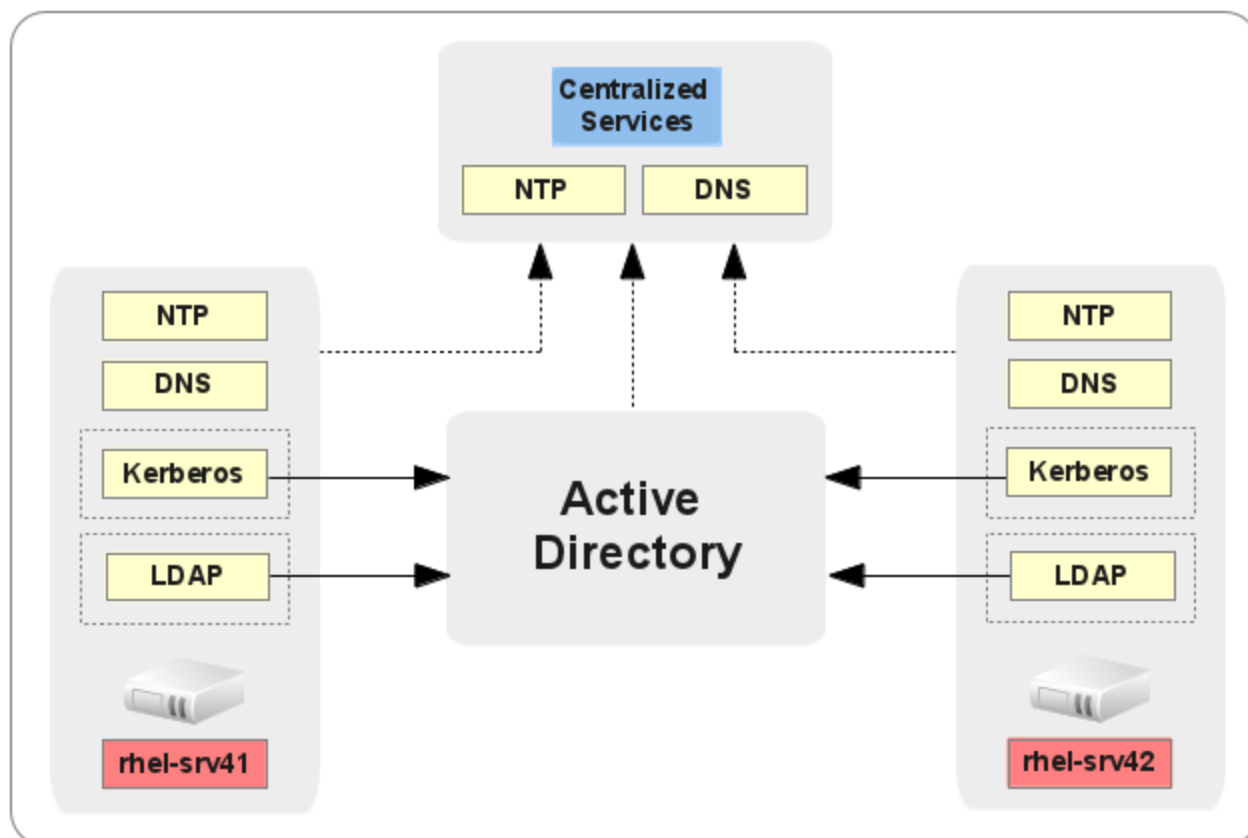 Centralized
Services
NTP
DNS
NTP
DNS
Kerberos
LDAP
rhel-srv41
Active
Directory
NTP
DNS
Kerberos
LDAP
rhel-srv42